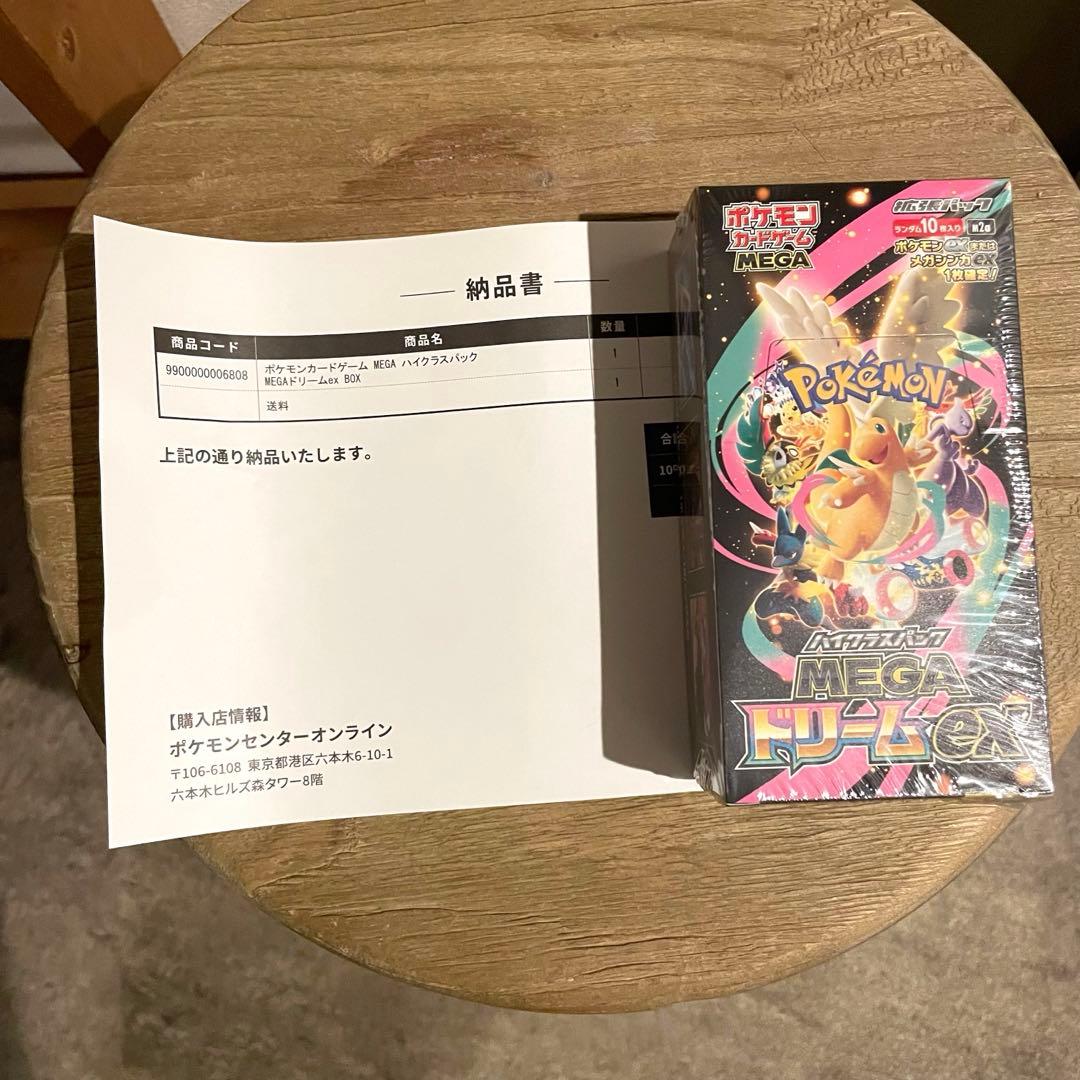 納品書
商品コード 商品名 数量
9900000006808 ポケモンカードゲーム MEGA ハイクラスパック 1
MEGAドリームex BOX
送料 1
合計
10%
上記の通り納品いたします。
【購入店情報】
ポケモンセンターオンライン
〒106-6108 東京都港区六本木6-10-1
六本木ヒルズ森タワー8階
ポケモン
カードゲーム
MEGA
拡張パック
ランダム10枚入り
ポケモンexまたは
メガシンカex
1枚確定!
POKéMON
ハイクラスパック
MEGA
ドリームex